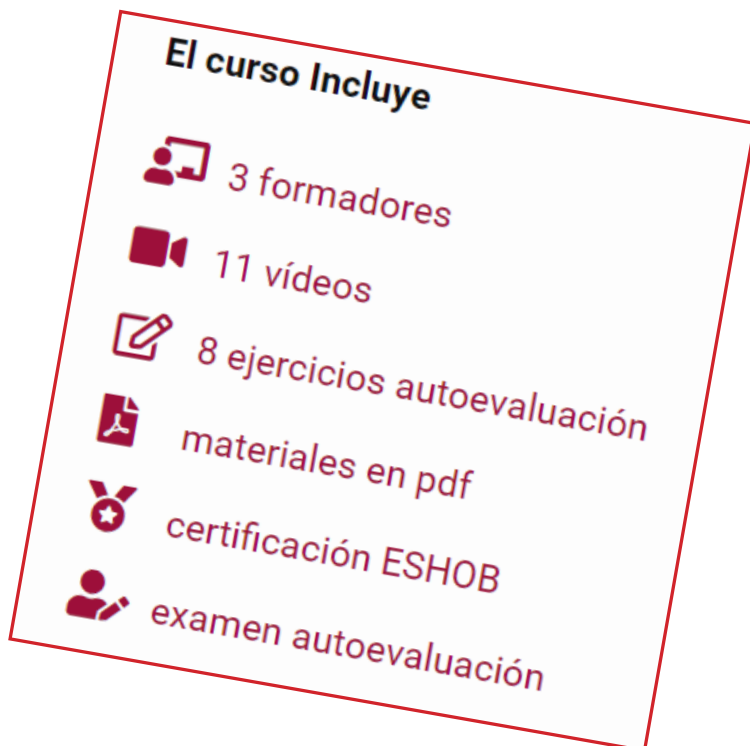 El curso Incluye
3 formadores
11 vídeos
8 ejercicios autoevaluación
materiales en pdf
certificación ESHOB
examen autoevaluación